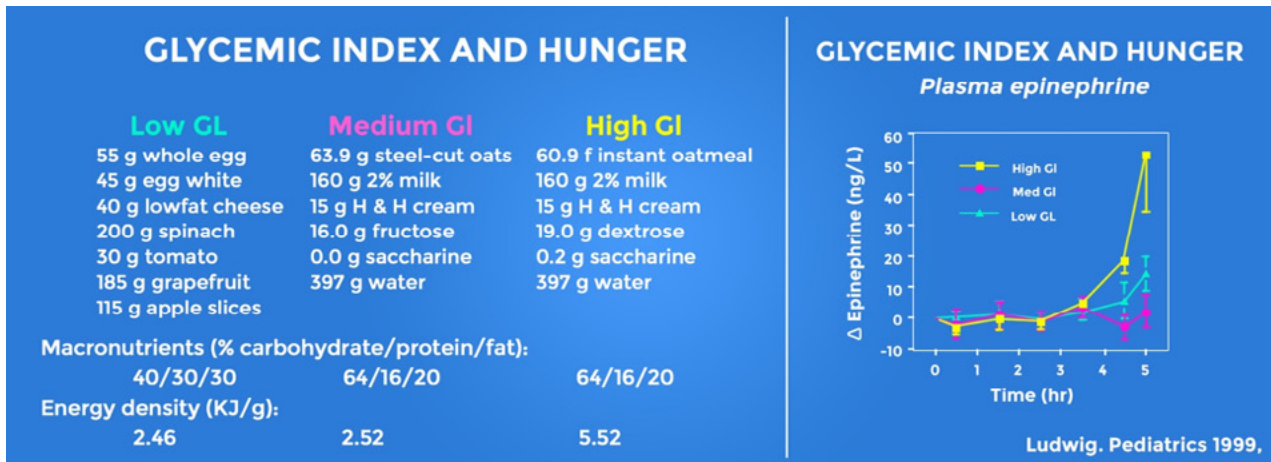 GLYCEMIC INDEX AND HUNGER
Low GL
55 g whole egg
45 g egg white
40 g lowfat cheese
200 g spinach
30 g tomato
185 g grapefruit
115 g apple slices
Medium Gl
63.9 g steel-cut oats
160 g 2% milk
15 g H & H cream
16.0 g fructose
0.0 g saccharine
397 g water
High Gl
60.9 f instant oatmeal
160 g 2% milk
15 g H & H cream
19.0 g dextrose
0.2 g saccharine
397 g water
Macronutrients (% carbohydrate/protein/fat):
40/30/30 64/16/20 64/16/20
Energy density (KJ/g):
2.46 2.52 5.52
GLYCEMIC INDEX AND HUNGER
Plasma epinephrine
Δ Epinephrine (ng/L)
60
50
40
30
20
10
0
-10
High Gl
Med Gl
Low GL
0 1 2 3 4 5
Time (hr)
Ludwig. Pediatrics 1999,